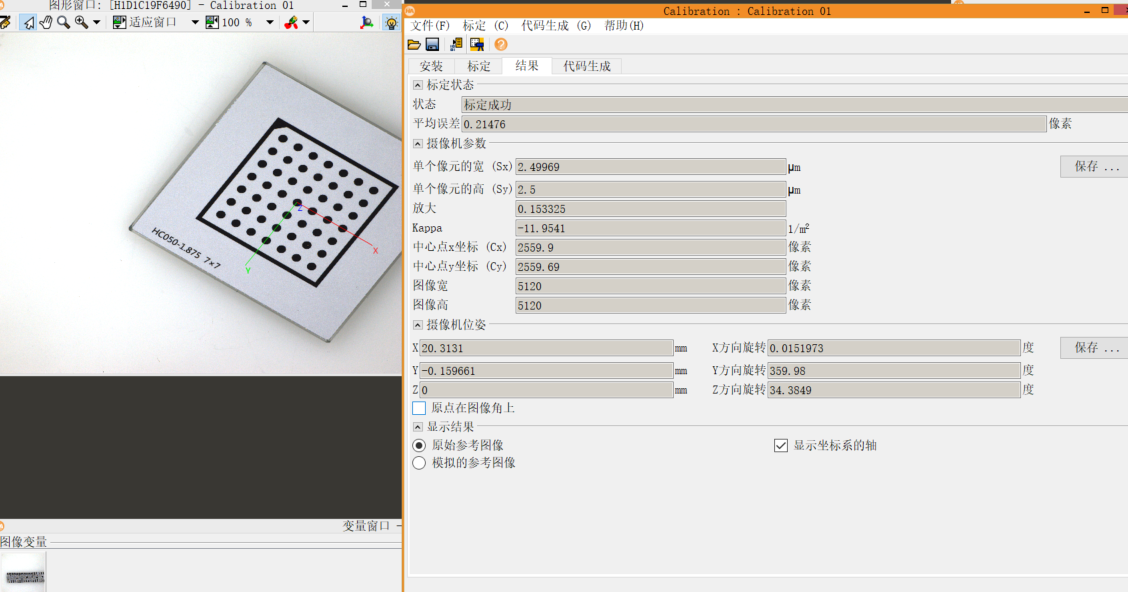 图形窗口: [H1D1C19F6490] - Calibration 01
适应窗口
100 %
HC050-1.875 7×7
X
Y
Z
变量窗口
图像变量
Calibration : Calibration 01
文件(F) 标定 (C) 代码生成 (G) 帮助(H)
安装 标定 结果 代码生成
标定状态
状态 标定成功
平均误差 0.21476 像素
摄像机参数
单个像元的宽 (Sx) 2.49969 μm 保存 ...
单个像元的高 (Sy) 2.5 μm
放大 0.153325
Kappa -11.9541 1/m²
中心点x坐标 (Cx) 2559.9 像素
中心点y坐标 (Cy) 2559.69 像素
图像宽 5120 像素
图像高 5120 像素
摄像机位姿
X 20.3131 mm X方向旋转 0.0151973 度 保存 ...
Y -0.159661 mm Y方向旋转 359.98 度
Z 0 mm Z方向旋转 34.3849 度
原点在图像角上
显示结果
原始参考图像 显示坐标系的轴
模拟的参考图像